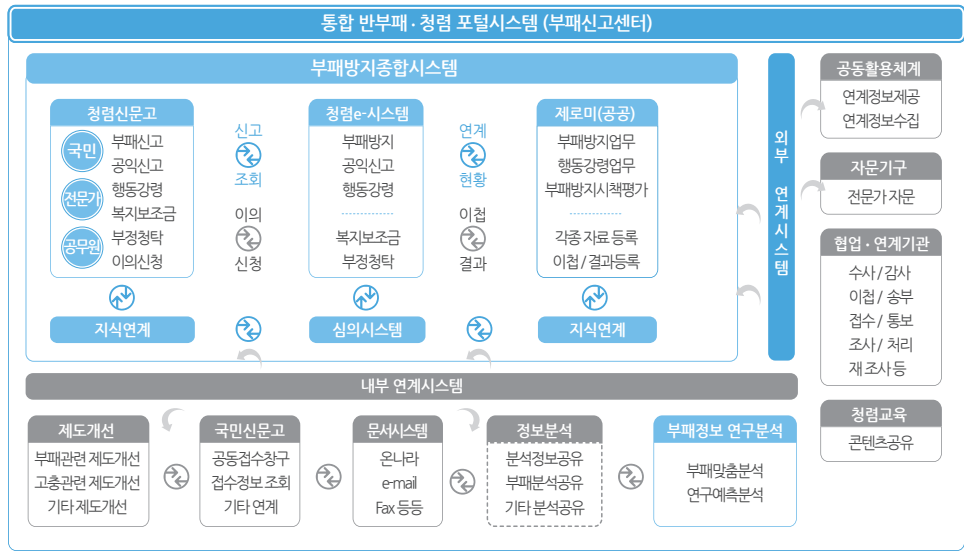 통합 반부패 · 청렴 포털시스템 (부패신고센터)
부패방지종합시스템
청렴신문고
국민
전문가
공무원
부패신고
공익신고
행동강령
복지보조금
부정청탁
이의신청
신고
조회
이의
신청
청렴e-시스템
부패방지
공익신고
행동강령
복지보조금
부정청탁
연계
현황
이첩
결과
제로미(공공)
부패방지업무
행동강령업무
부패방지시책평가
각종 자료 등록
이첩 / 결과등록
지식연계
심의시스템
지식연계
외부 연계시스템
공동활용체계
연계정보제공
연계정보수집
자문기구
전문가 자문
협업 · 연계기관
수사 / 감사
이첩 / 송부
접수 / 통보
조사 / 처리
재 조사 등
청렴교육
콘텐츠공유
내부 연계시스템
제도개선
부패관련 제도개선
고충관련 제도개선
기타 제도개선
국민신문고
공동접수창구
접수정보 조회
기타 연계
문서시스템
온나라
e-mail
Fax 등등
정보분석
분석정보공유
부패분석공유
기타 분석공유
부패정보 연구분석
부패맞춤분석
연구예측분석